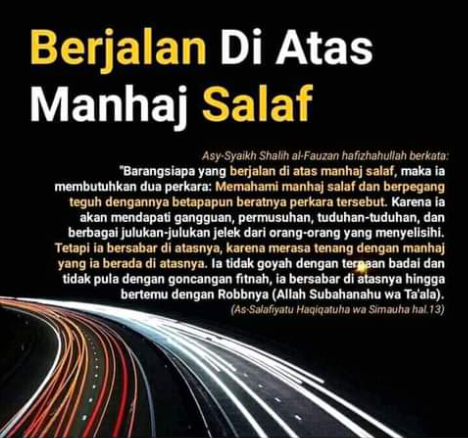 Berjalan Di Atas
Manhaj Salaf
Asy-Syaikh Shalih al-Fauzan hafizhahullah berkata:
"Barangsiapa yang berjalan di atas manhaj salaf, maka ia
membutuhkan dua perkara: Memahami manhaj salaf dan berpegang
teguh dengannya betapapun beratnya perkara tersebut. Karena ia
akan mendapati gangguan, permusuhan, tuduhan-tuduhan, dan
berbagai julukan-julukan jelek dari orang-orang yang menyelisihi.
Tetapi ia bersabar di atasnya, karena merasa tenang dengan manhaj
yang ia berada di atasnya. Ia tidak goyah dengan terpaan badai dan
tidak pula dengan goncangan fitnah, ia bersabar di atasnya hingga
bertemu dengan Robbnya (Allah Subahanahu wa Ta'ala).
(As-Salafiyatu Haqiqatuha wa Simauha hal.13)